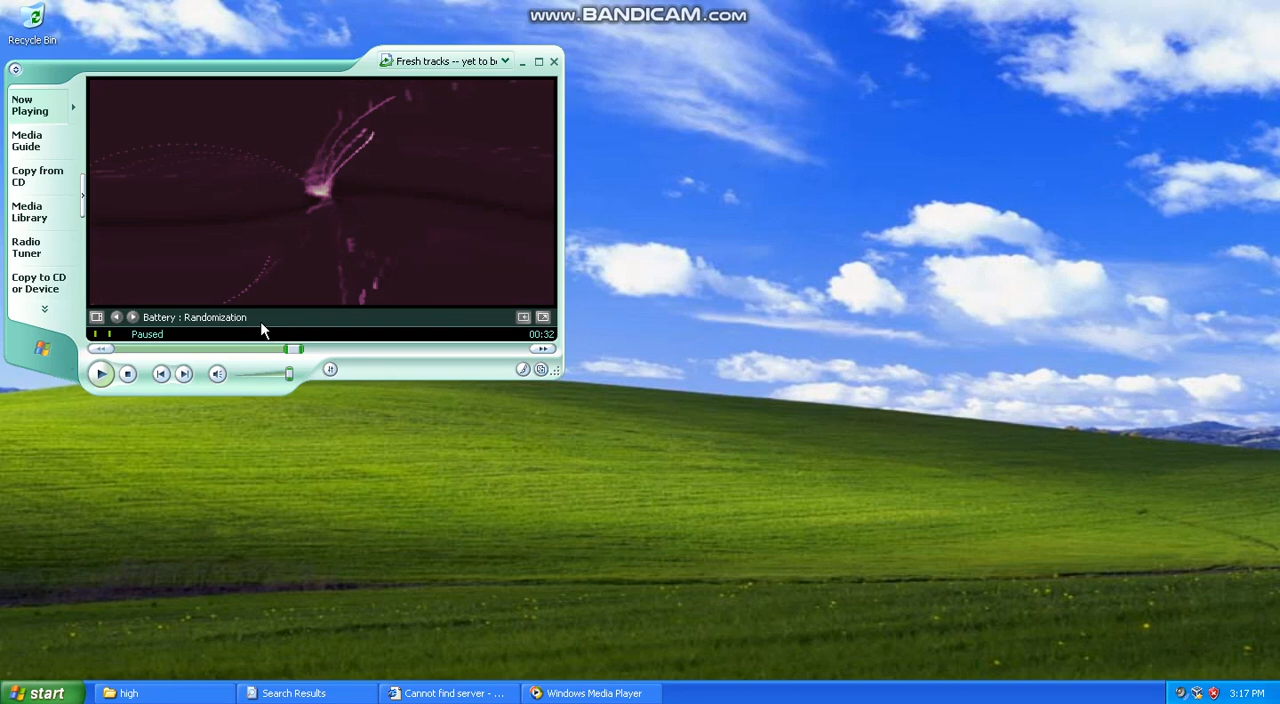 www.BANDICAM.com
Recycle Bin
Fresh tracks -- yet to b
Now
Playing
Media
Guide
Copy from
CD
Media
Library
Radio
Tuner
Copy to CD
or Device
Battery : Randomization
Paused
00:32
start
high
Search Results
Cannot find server - ...
Windows Media Player
3:17 PM